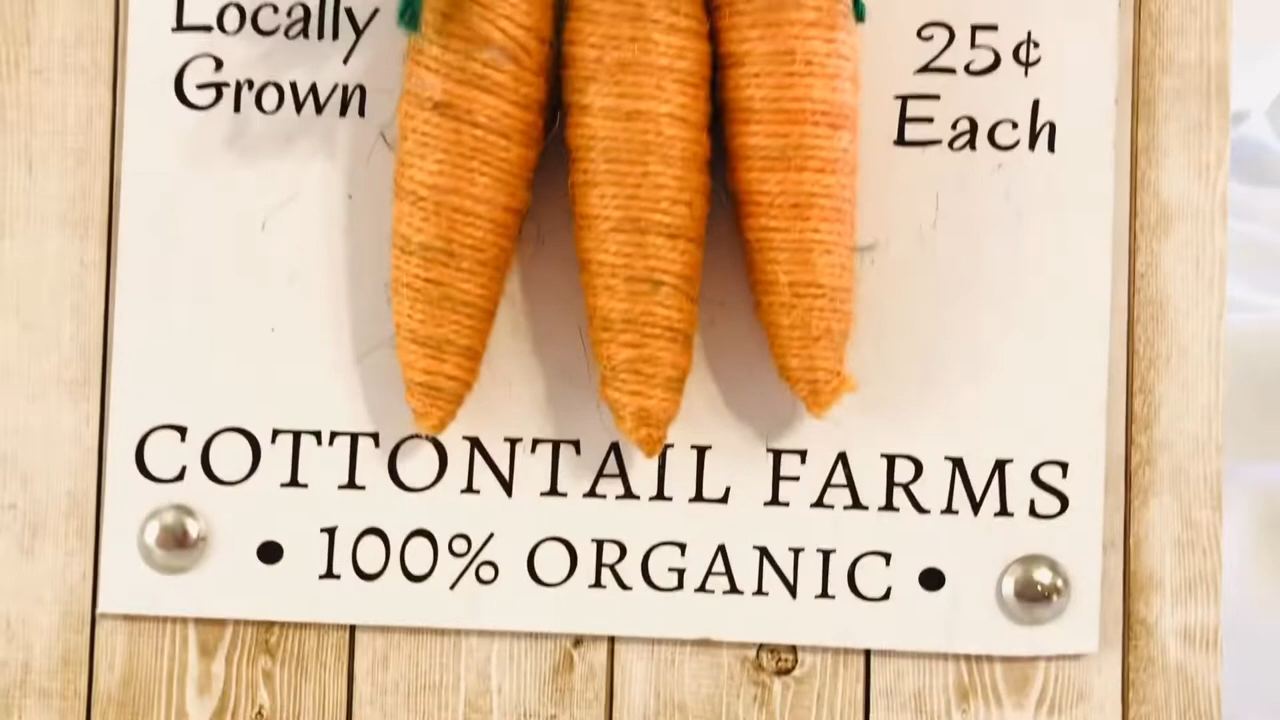 Locally
Grown
25¢
Each
COTTONTAIL FARMS
• 100% ORGANIC •